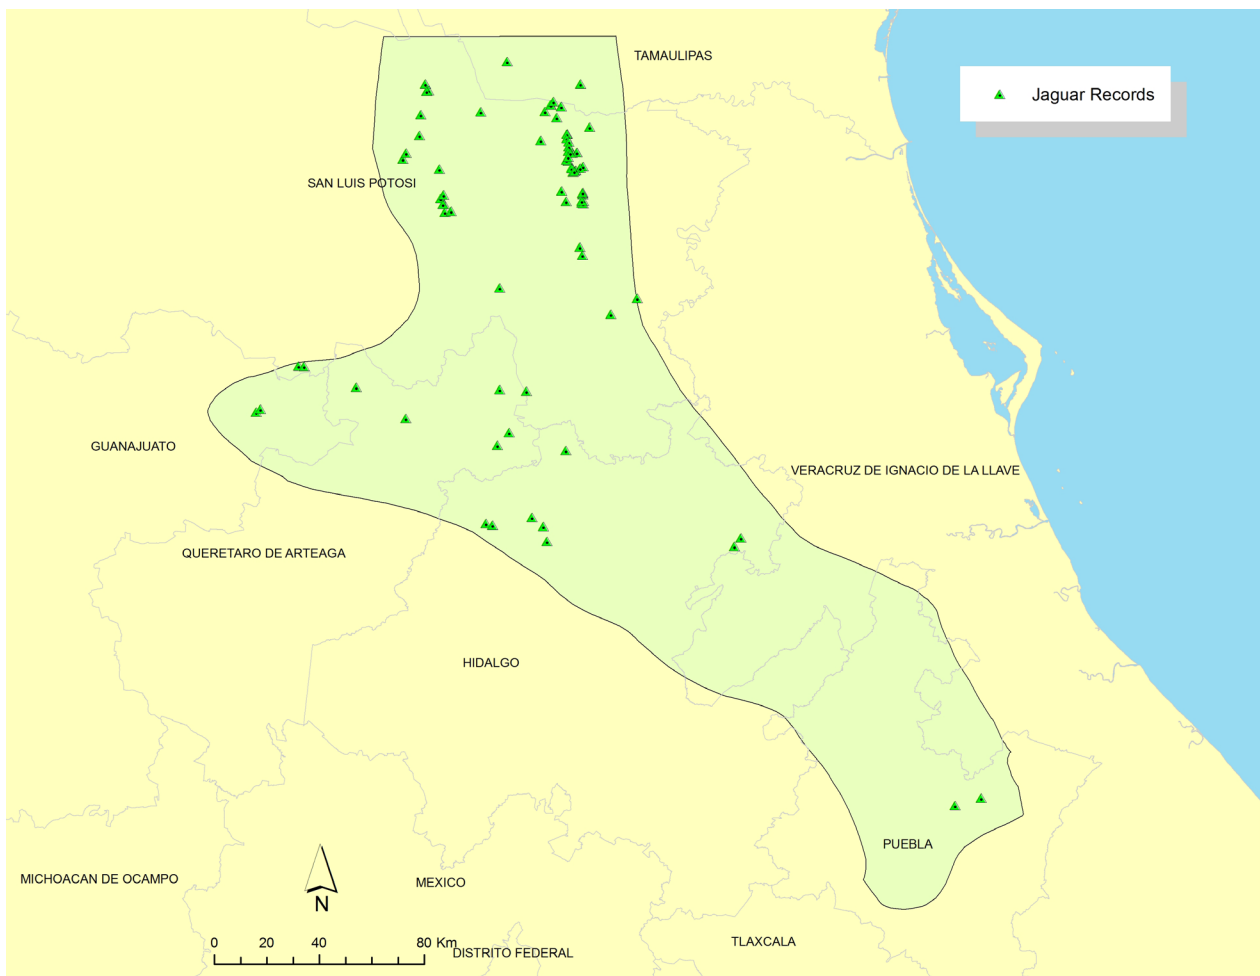 TAMAULIPAS
Jaguar Records
SAN LUIS POTOSI
GUANAJUATO
VERACRUZ DE IGNACIO DE LA LLAVE
QUERETARO DE ARTEAGA
HIDALGO
PUEBLA
MICHOACAN DE OCAMPO
MEXICO
N
TLAXCALA
0 20 40 80 Km
DISTRITO FEDERAL